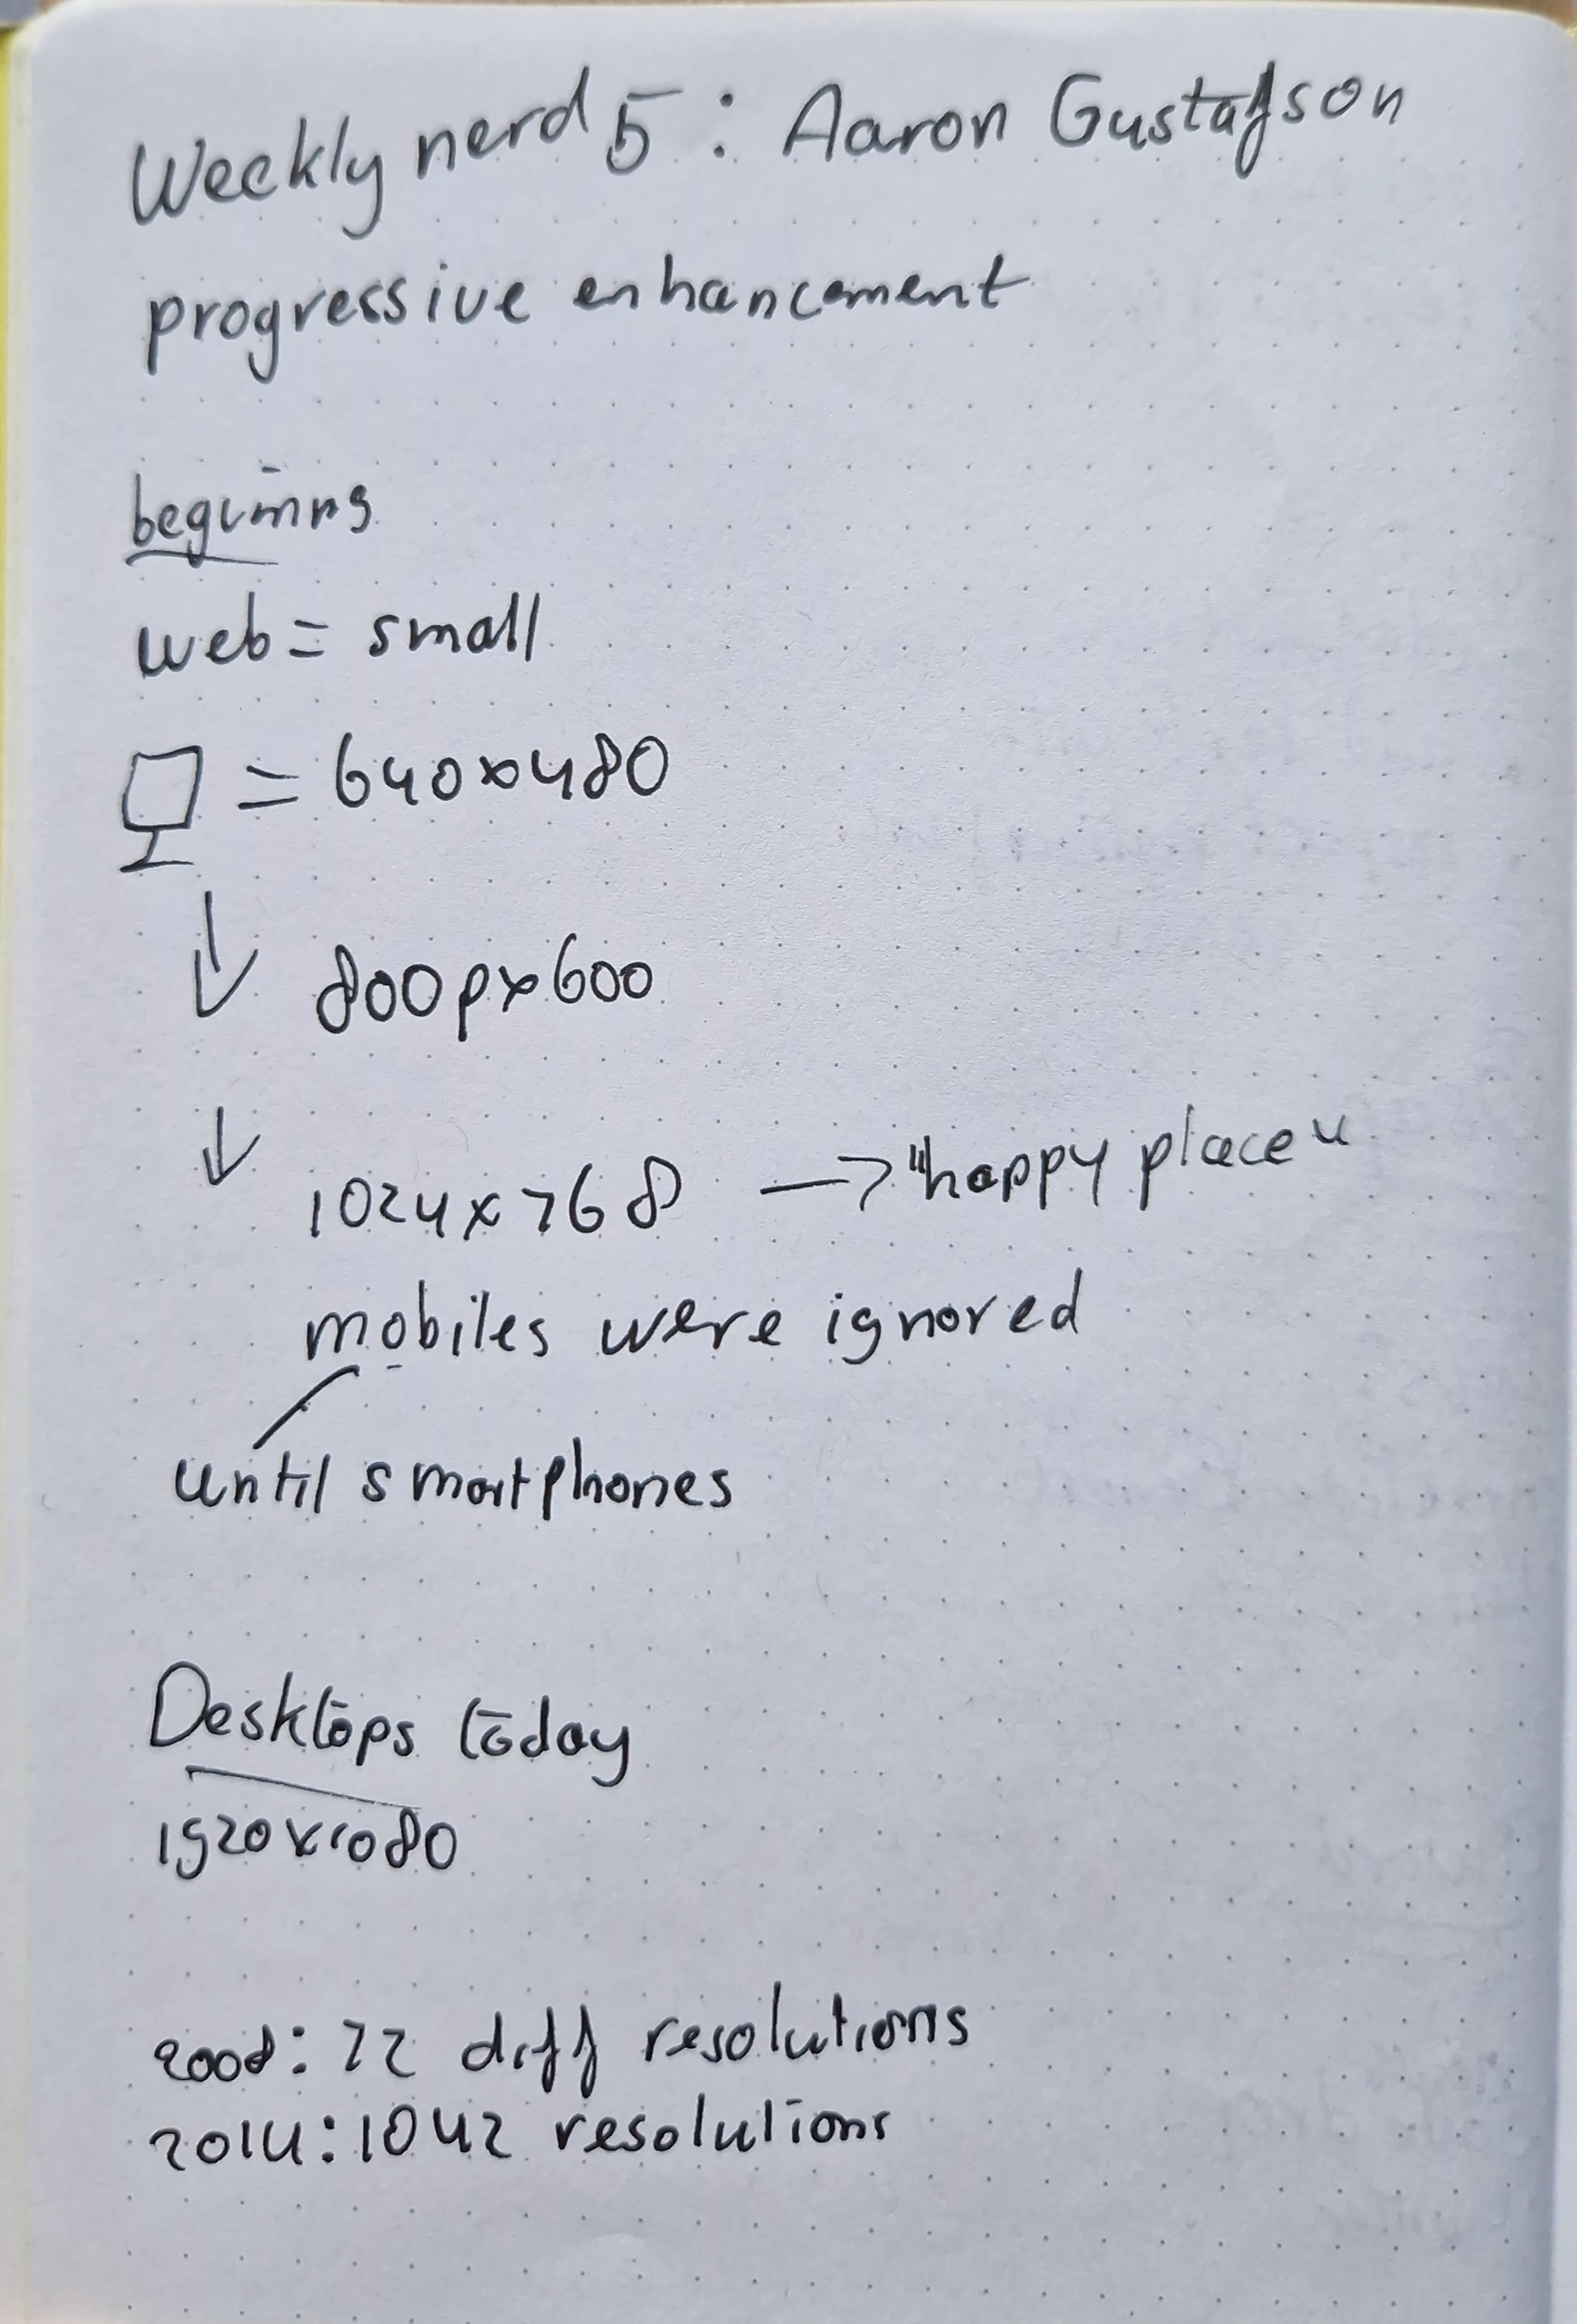 Weekly nerd 5: Aaron Gustafson
progressive enhancement
begінnıng
web = small
= 640x480
800px600
1024x768 → "happy place"
mobiles were ignored
until smartphones
Desktops today
1920x1080
2008: 72 diff resolutions
2014: 1042 resolutions